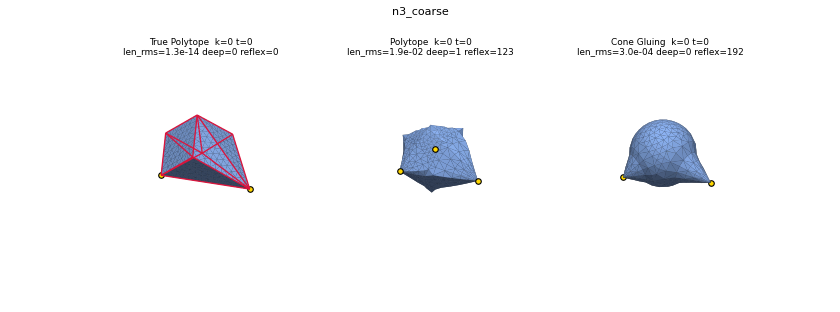 n3_coarse
True Polytope k=0 t=0
len_rms=1.3e-14 deep=0 reflex=0
Polytope k=0 t=0
len_rms=1.9e-02 deep=1 reflex=123
Cone Gluing k=0 t=0
len_rms=3.0e-04 deep=0 reflex=192